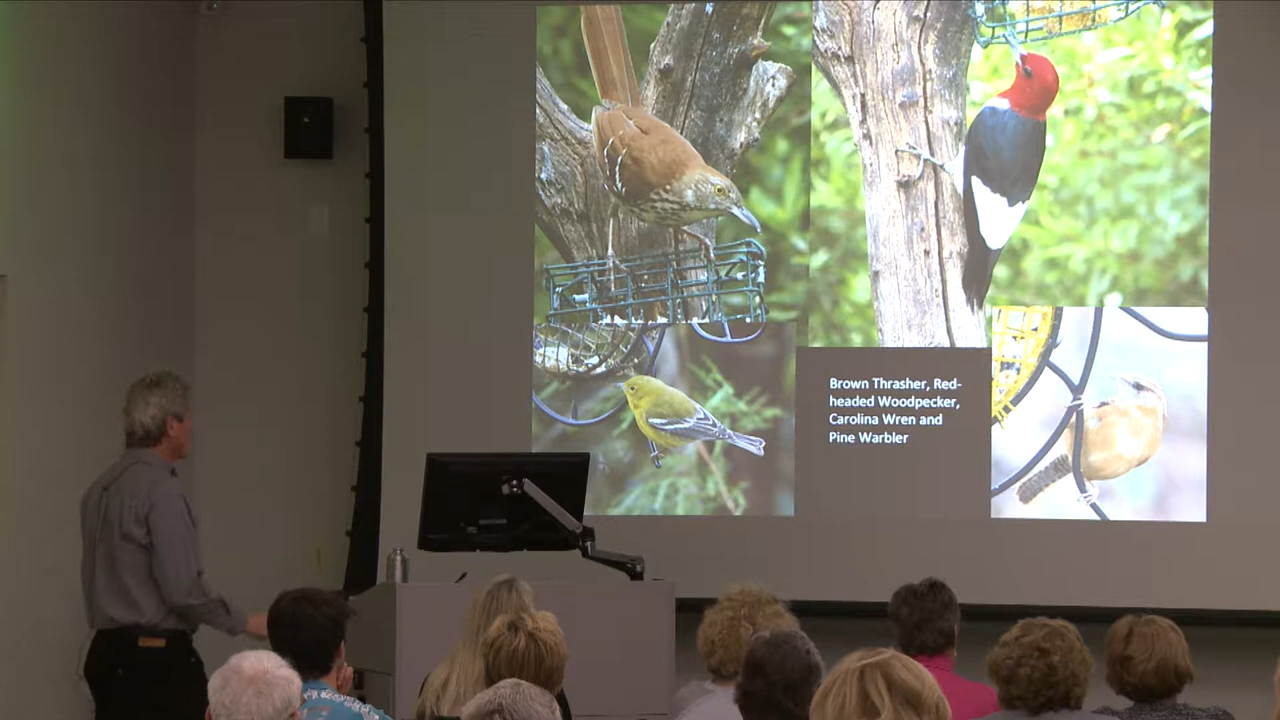 Brown Thrasher, Red-
headed Woodpecker,
Carolina Wren and
Pine Warbler